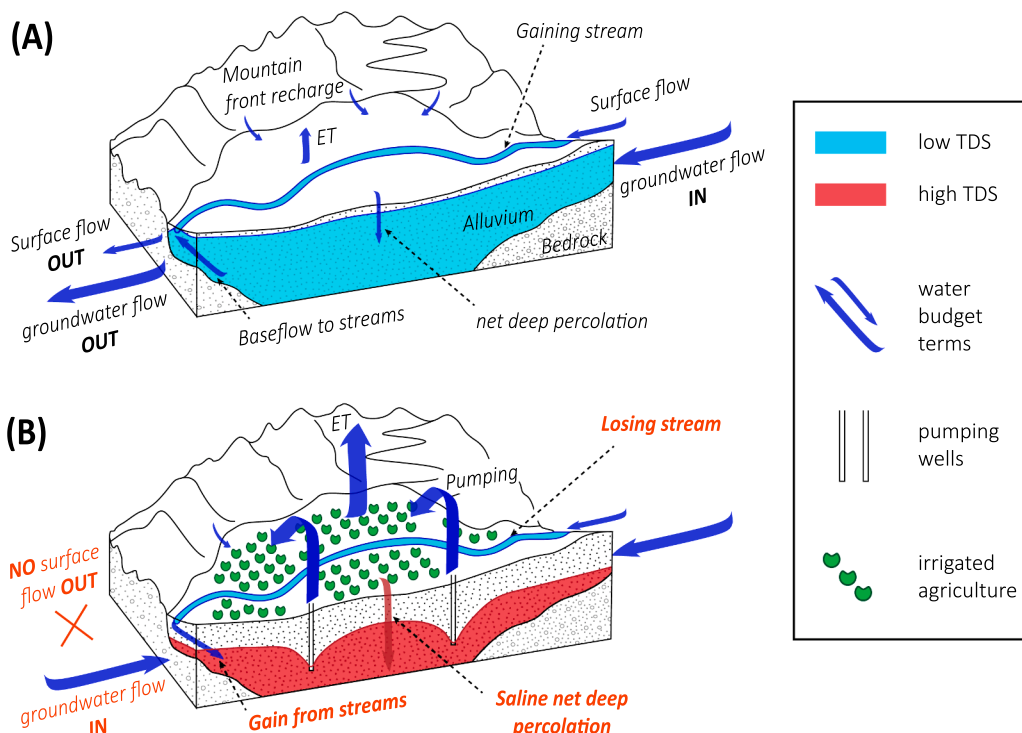 (A)
Gaining stream
Mountain
front recharge
Surface flow
ET
groundwater flow
IN
Alluvium
Bedrock
Surface flow
OUT
groundwater flow
OUT
Baseflow to streams
net deep percolation
(B)
ET
Losing stream
Pumping
NO surface
flow OUT
groundwater flow
IN
Gain from streams
Saline net deep
percolation
low TDS
high TDS
water
budget
terms
pumping
wells
irrigated
agriculture